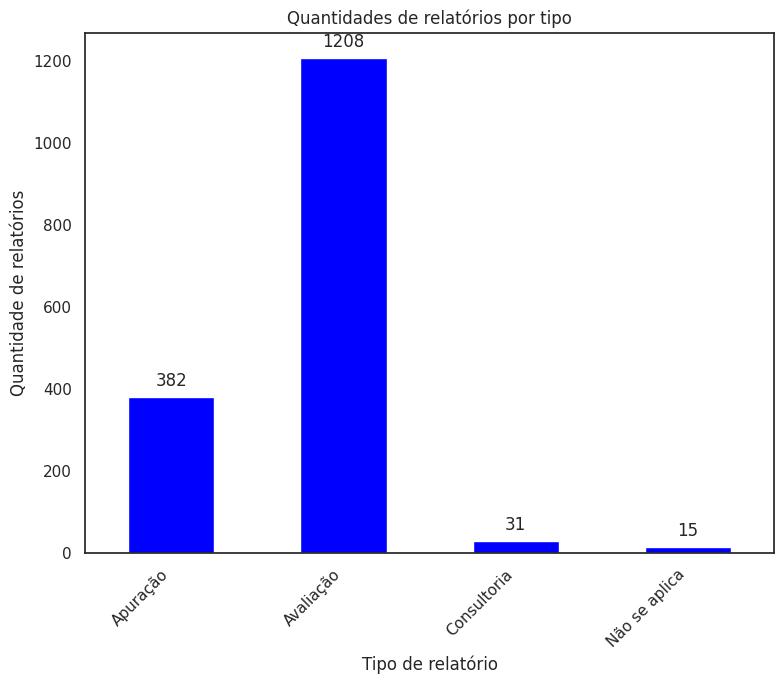 Quantidades de relatórios por tipo
1208
1200
1000
800
600
400
200
0
Quantidade de relatórios
382
31
15
Apuração
Avaliação
Consultoria
Não se aplica
Tipo de relatório